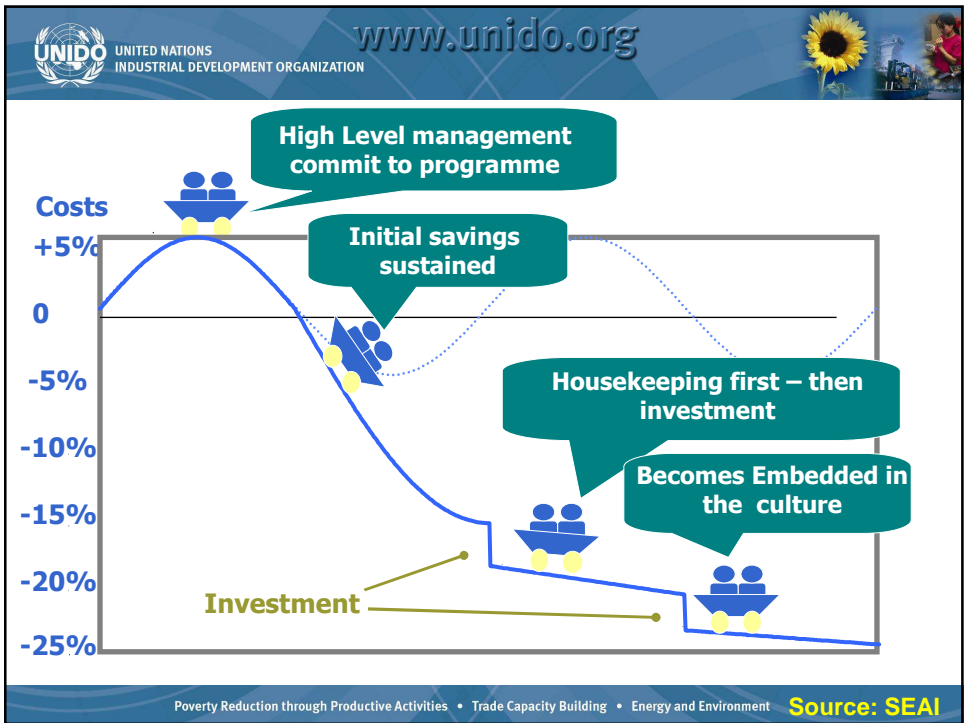 www.unido.org
UNIDO
UNITED NATIONS
INDUSTRIAL DEVELOPMENT ORGANIZATION
High Level management
commit to programme
Costs
+5%
Initial savings
sustained
0
-5%
Housekeeping first – then
investment
-10%
Becomes Embedded in
the culture
-15%
-20%
Investment
-25%
Poverty Reduction through Productive Activities • Trade Capacity Building • Energy and Environment
Source: SEAI